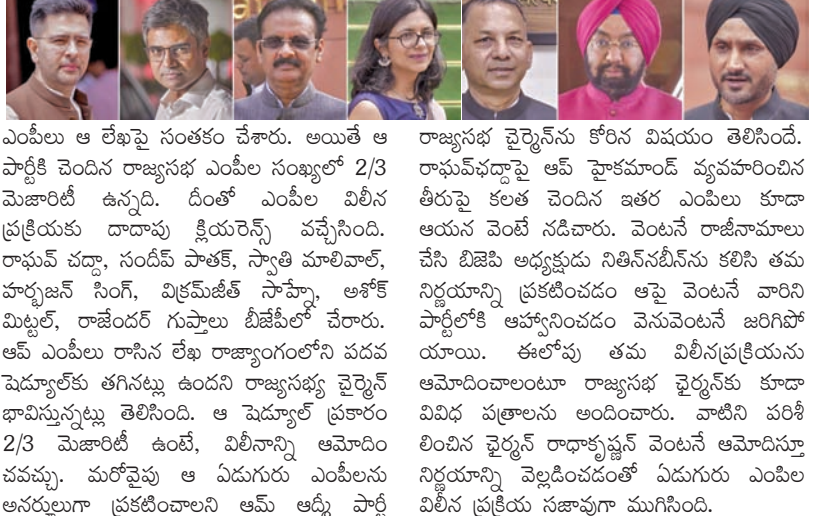 ఎంపీలు ఆ లేఖపై సంతకం చేశారు. అయితే ఆ
పార్టీకి చెందిన రాజ్యసభ ఎంపీల సంఖ్యలో 2/3
మెజారిటీ ఉన్నది. దీంతో ఎంపీల విలీన
ప్రక్రియకు దాదాపు క్లియరెన్స్ వచ్చేసింది.
రాఘవ్ చద్దా, సందీప్ పాతక్, స్వాతి మాలివాల్,
హర్భజన్ సింగ్, విక్రమ్‌జీత్ సాహ్నే, అశోక్
మిట్టల్, రాజేందర్ గుప్తాలు బీజేపీలో చేరారు.
ఆప్ ఎంపీలు రాసిన లేఖ రాజ్యాంగంలోని పదవ
షెడ్యూల్‌కు తగినట్లు ఉందని రాజ్యసభ్య చైర్మెన్
భావిస్తున్నట్లు తెలిసింది. ఆ షెడ్యూల్ ప్రకారం
2/3 మెజారిటీ ఉంటే, విలీనాన్ని ఆమోదిం
చవచ్చు. మరోవైపు ఆ ఏడుగురు ఎంపీలను
అనర్హులుగా ప్రకటించాలని ఆమ్ ఆద్మీ పార్టీ
రాజ్యసభ చైర్మెన్‌ను కోరిన విషయం తెలిసిందే.
రాఘవ్‌ఛద్దాపై ఆప్ హైకమాండ్ వ్యవహరించిన
తీరుపై కలత చెందిన ఇతర ఎంపిలు కూడా
ఆయన వెంటే నడిచారు. వెంటనే రాజీనామాలు
చేసి బిజెపి అధ్యక్షుడు నితిన్‌నబీన్‌ను కలిసి తమ
నిర్ణయాన్ని ప్రకటించడం ఆపై వెంటనే వారిని
పార్టీలోకి ఆహ్వానించడం వెనువెంటనే జరిగిపో
యాయి. ఈలోపు తమ విలీనప్రక్రియను
ఆమోదించాలంటూ రాజ్యసభ ఛైర్మన్‌కు కూడా
వివిధ పత్రాలను అందించారు. వాటిని పరిశీ
లించిన ఛైర్మన్ రాధాకృష్ణన్ వెంటనే ఆమోదిస్తూ
నిర్ణయాన్ని వెల్లడించడంతో ఏడుగురు ఎంపిల
విలీన ప్రక్రియ సజావుగా ముగిసింది.